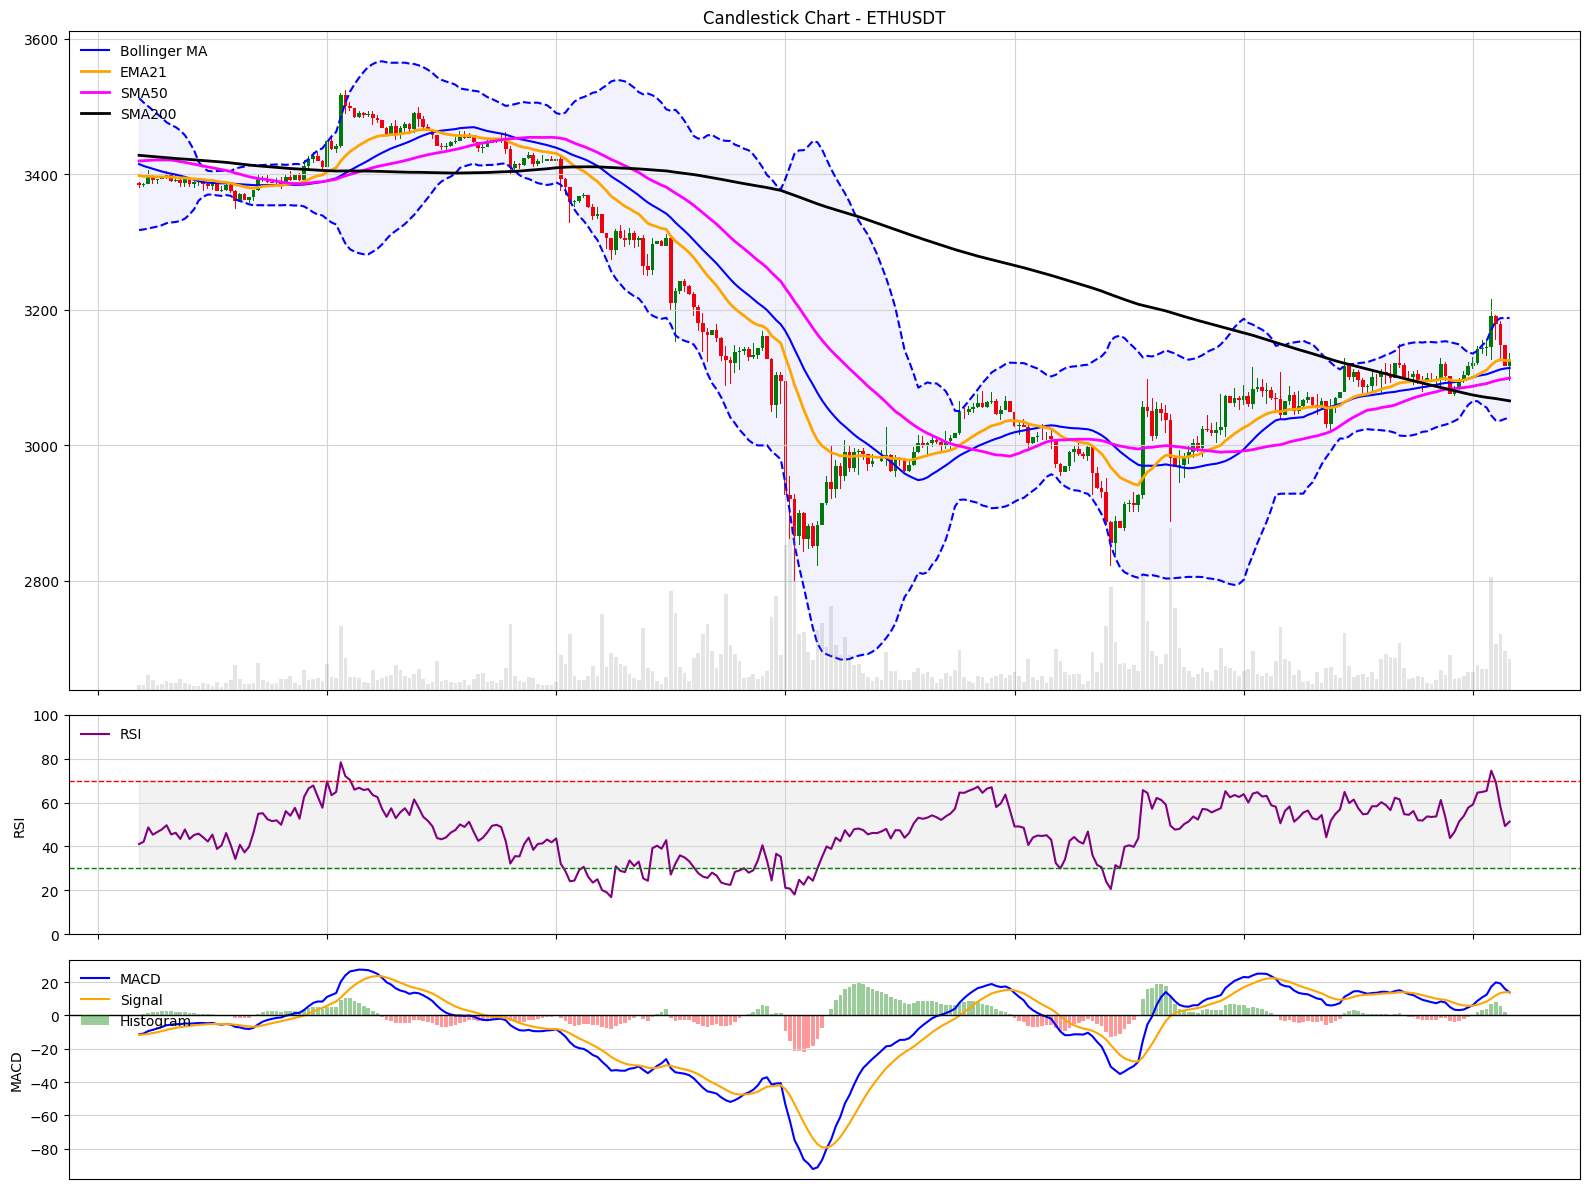 Candlestick Chart - ETHUSDT
3600
3400
3200
3000
2800
Bollinger MA
EMA21
SMA50
SMA200
100
80
60
40
20
0
RSI
RSI
20
0
−20
−40
−60
−80
MACD
MACD
Signal
Histogram